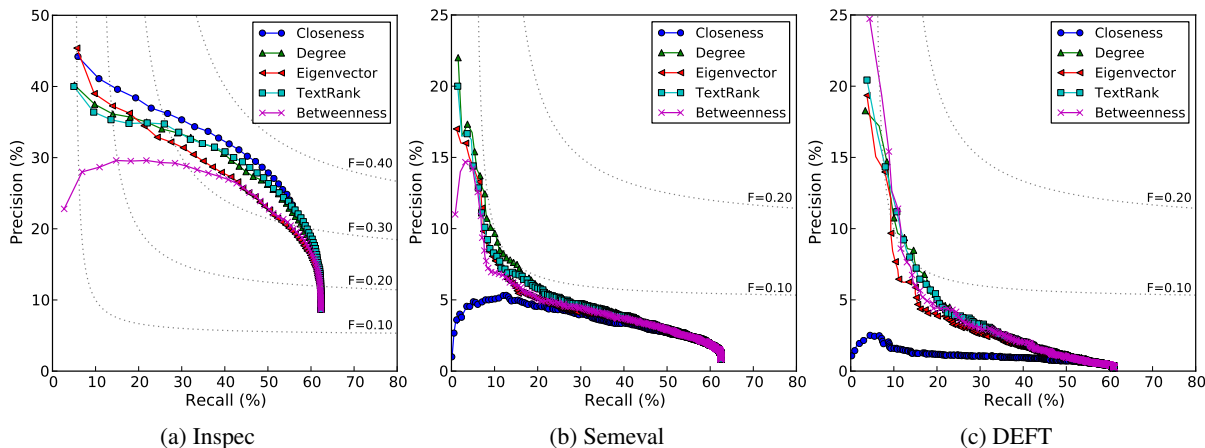 50
40
30
20
10
0
Precision (%)
0 10 20 30 40 50 60 70 80
Recall (%)
Closeness
Degree
Eigenvector
TextRank
Betweenness
F=0.40
F=0.30
F=0.20
F=0.10
(a) Inspec
25
20
15
10
5
0
Precision (%)
0 10 20 30 40 50 60 70 80
Recall (%)
Closeness
Degree
Eigenvector
TextRank
Betweenness
F=0.20
F=0.10
(b) Semeval
25
20
15
10
5
0
Precision (%)
0 10 20 30 40 50 60 70 80
Recall (%)
Closeness
Degree
Eigenvector
TextRank
Betweenness
F=0.20
F=0.10
(c) DEFT